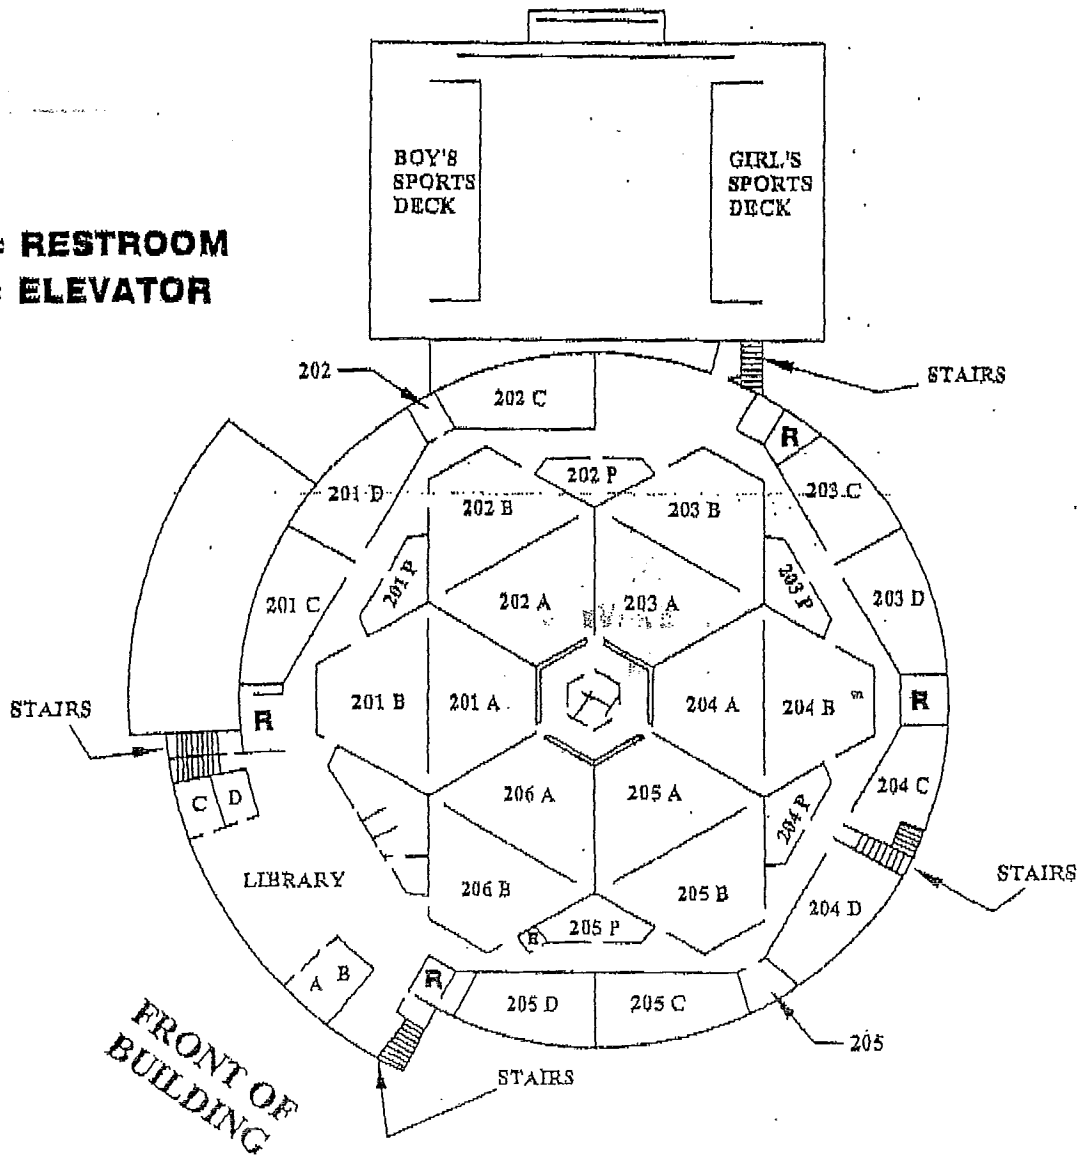 BOY'S
SPORTS
DECK
GIRL'S
SPORTS
DECK
= RESTROOM
= ELEVATOR
202
STAIRS
202 C
R
201 D
202 P
203 C
202 B
203 B
201 P
203 P
201 C
202 A
203 A
203 D
STAIRS
R
201 B
201 A
204 A
204 B
R
C
D
206 A
205 A
204 C
204 P
STAIRS
LIBRARY
206 B
205 B
204 D
205 P
A
B
R
205 D
205 C
205
STAIRS
FRONT OF
BUILDING